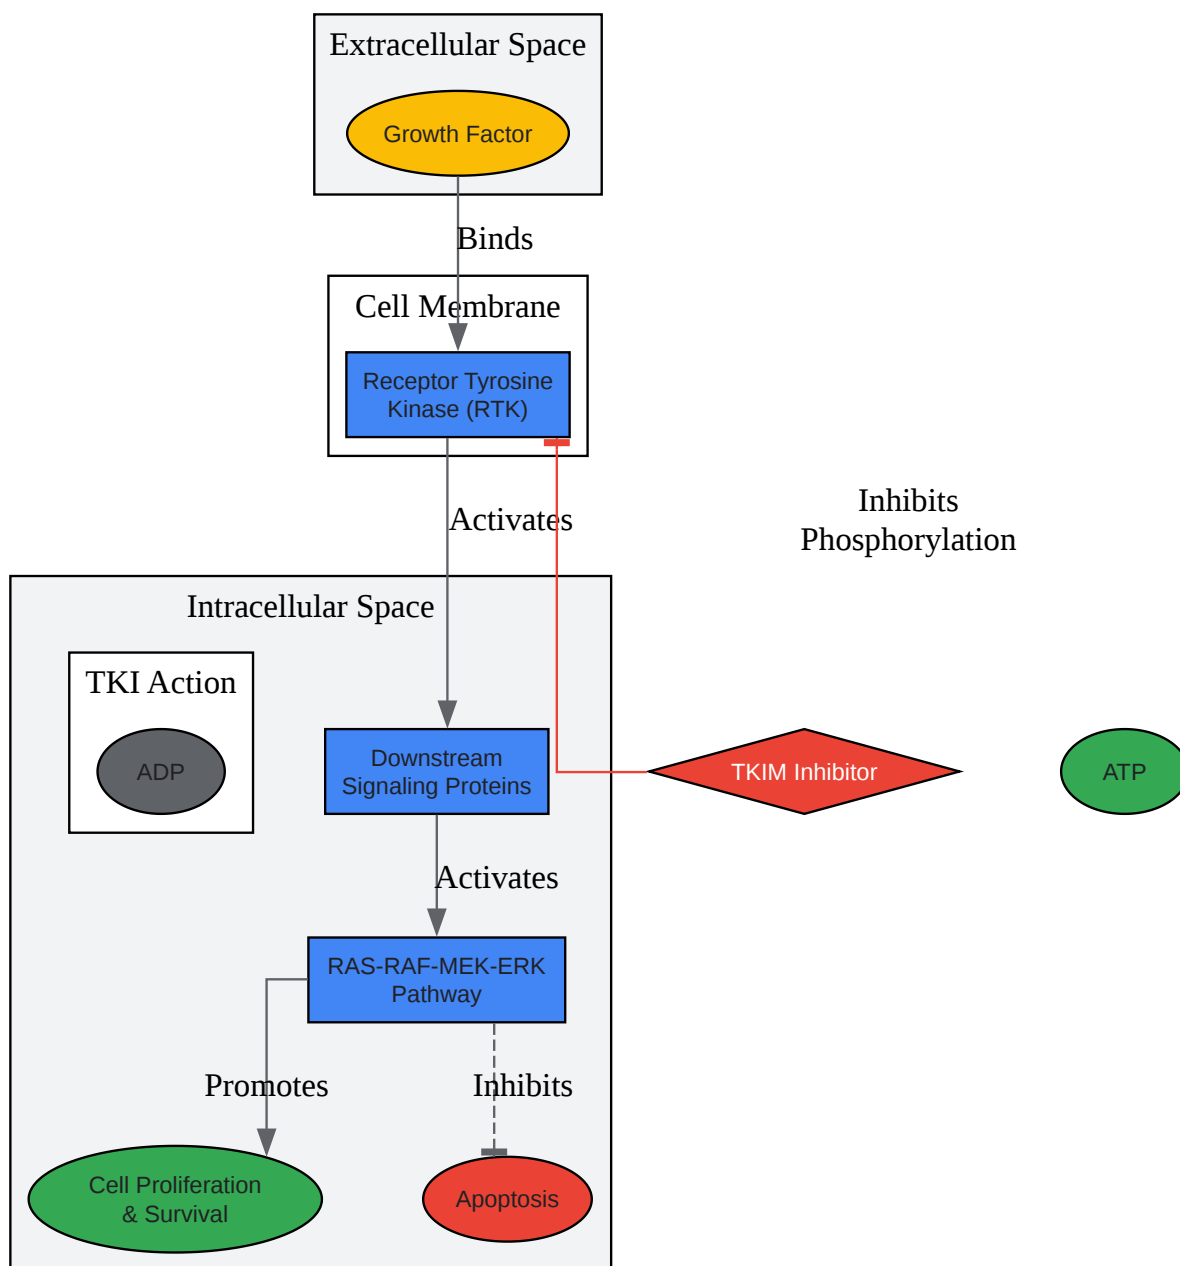 Extracellular Space
Growth Factor
Binds
Cell Membrane
Receptor Tyrosine
Kinase (RTK)
Activates
Inhibits
Phosphorylation
Intracellular Space
TKI Action
ADP
Downstream
Signaling Proteins
TKIM Inhibitor
ATP
Activates
RAS-RAF-MEK-ERK
Pathway
Promotes
Inhibits
Cell Proliferation
& Survival
Apoptosis